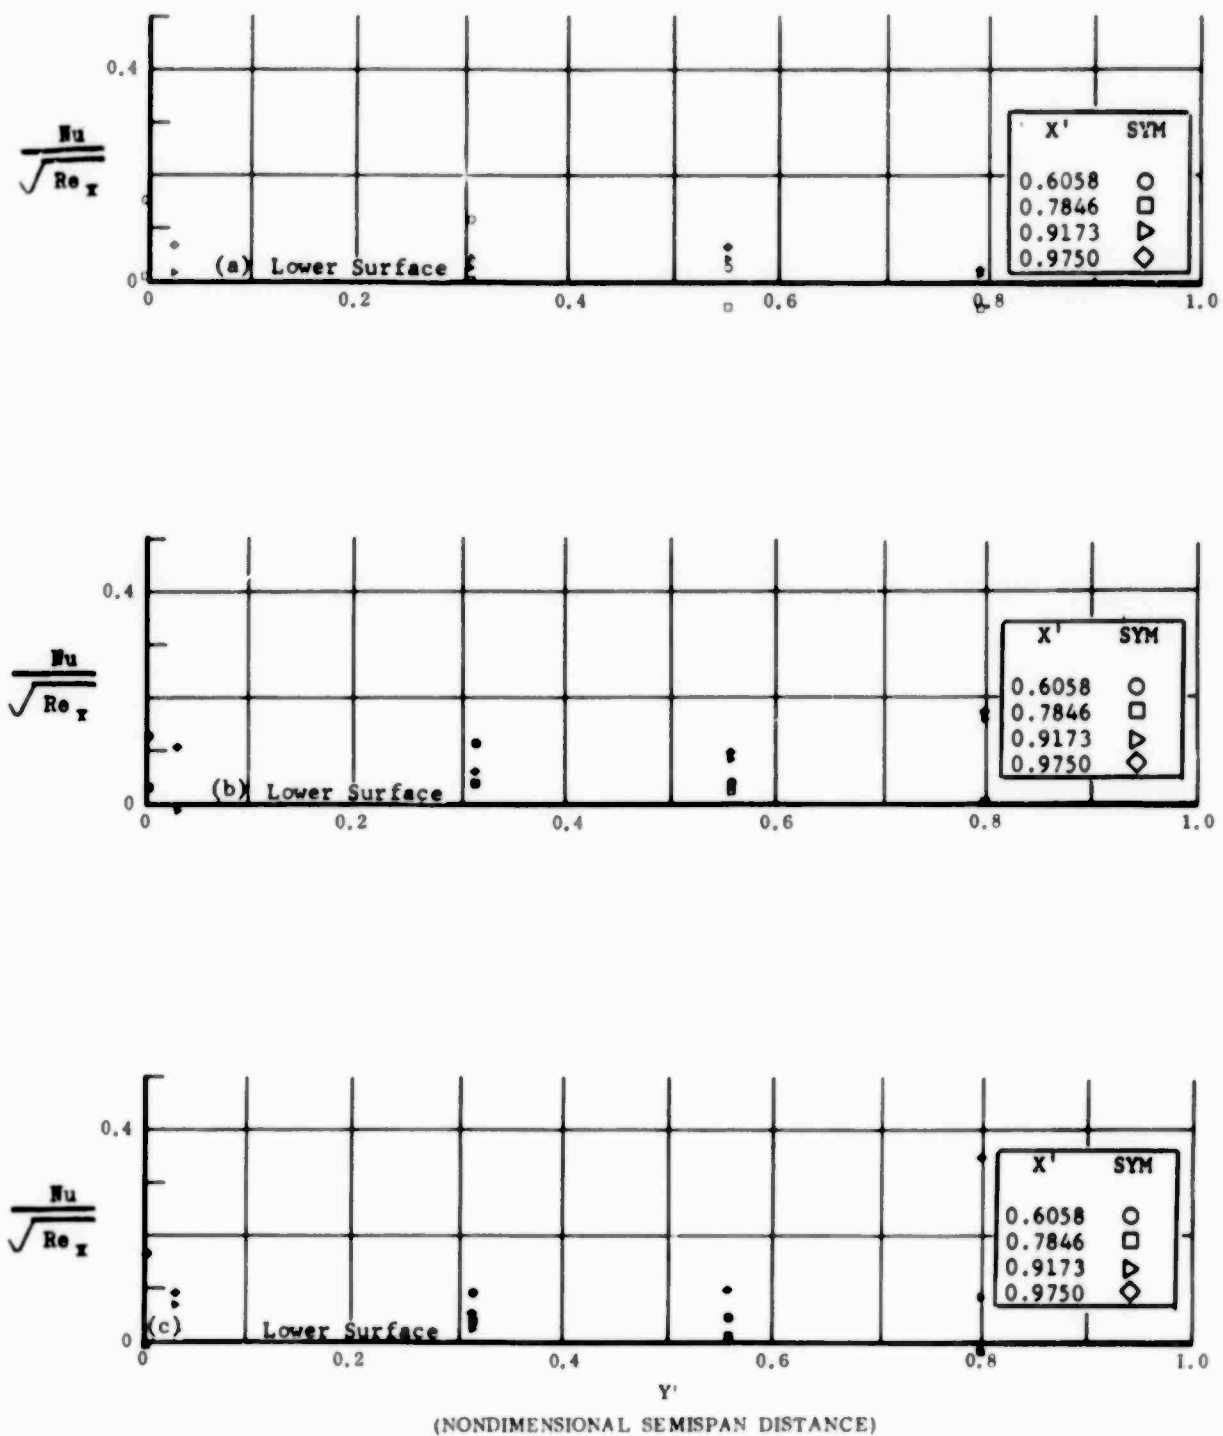 0.4
Nu
√Re_x
X' SYM
0.6058 ○
0.7846 □
0.9173 ▷
0.9750 ◇
(a) Lower Surface
0
0 0.2 0.4 0.6 0.8 1.0
0.4
Nu
√Re_x
X' SYM
0.6058 ○
0.7846 □
0.9173 ▷
0.9750 ◇
(b) Lower Surface
0
0 0.2 0.4 0.6 0.8 1.0
0.4
Nu
√Re_x
X' SYM
0.6058 ○
0.7846 □
0.9173 ▷
0.9750 ◇
(c) Lower Surface
0
0 0.2 0.4 0.6 0.8 1.0
Y'
(NONDIMENSIONAL SEMISPAN DISTANCE)